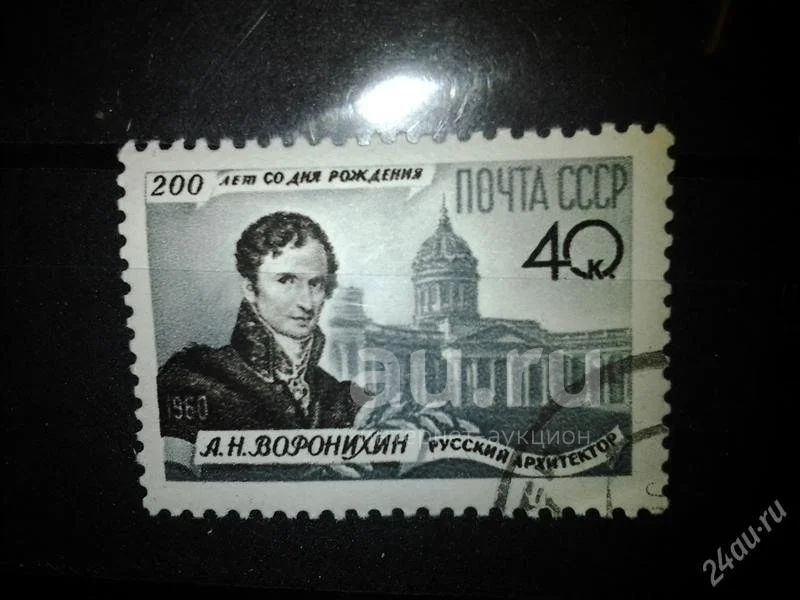 200 лет со дня рождения
ПОЧТА СССР
40 к.
1960
А.Н. ВОРОНИХИН
РУССКИЙ АРХИТЕКТОР
au.ru
аукцион
24au.ru